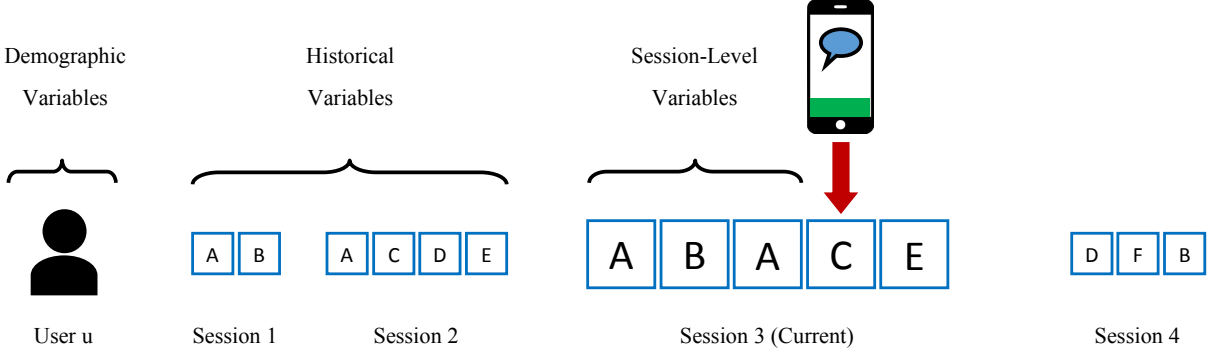 Demographic
Variables
Historical
Variables
Session-Level
Variables
A B
A C D E
A B A C E
D F B
User u
Session 1
Session 2
Session 3 (Current)
Session 4